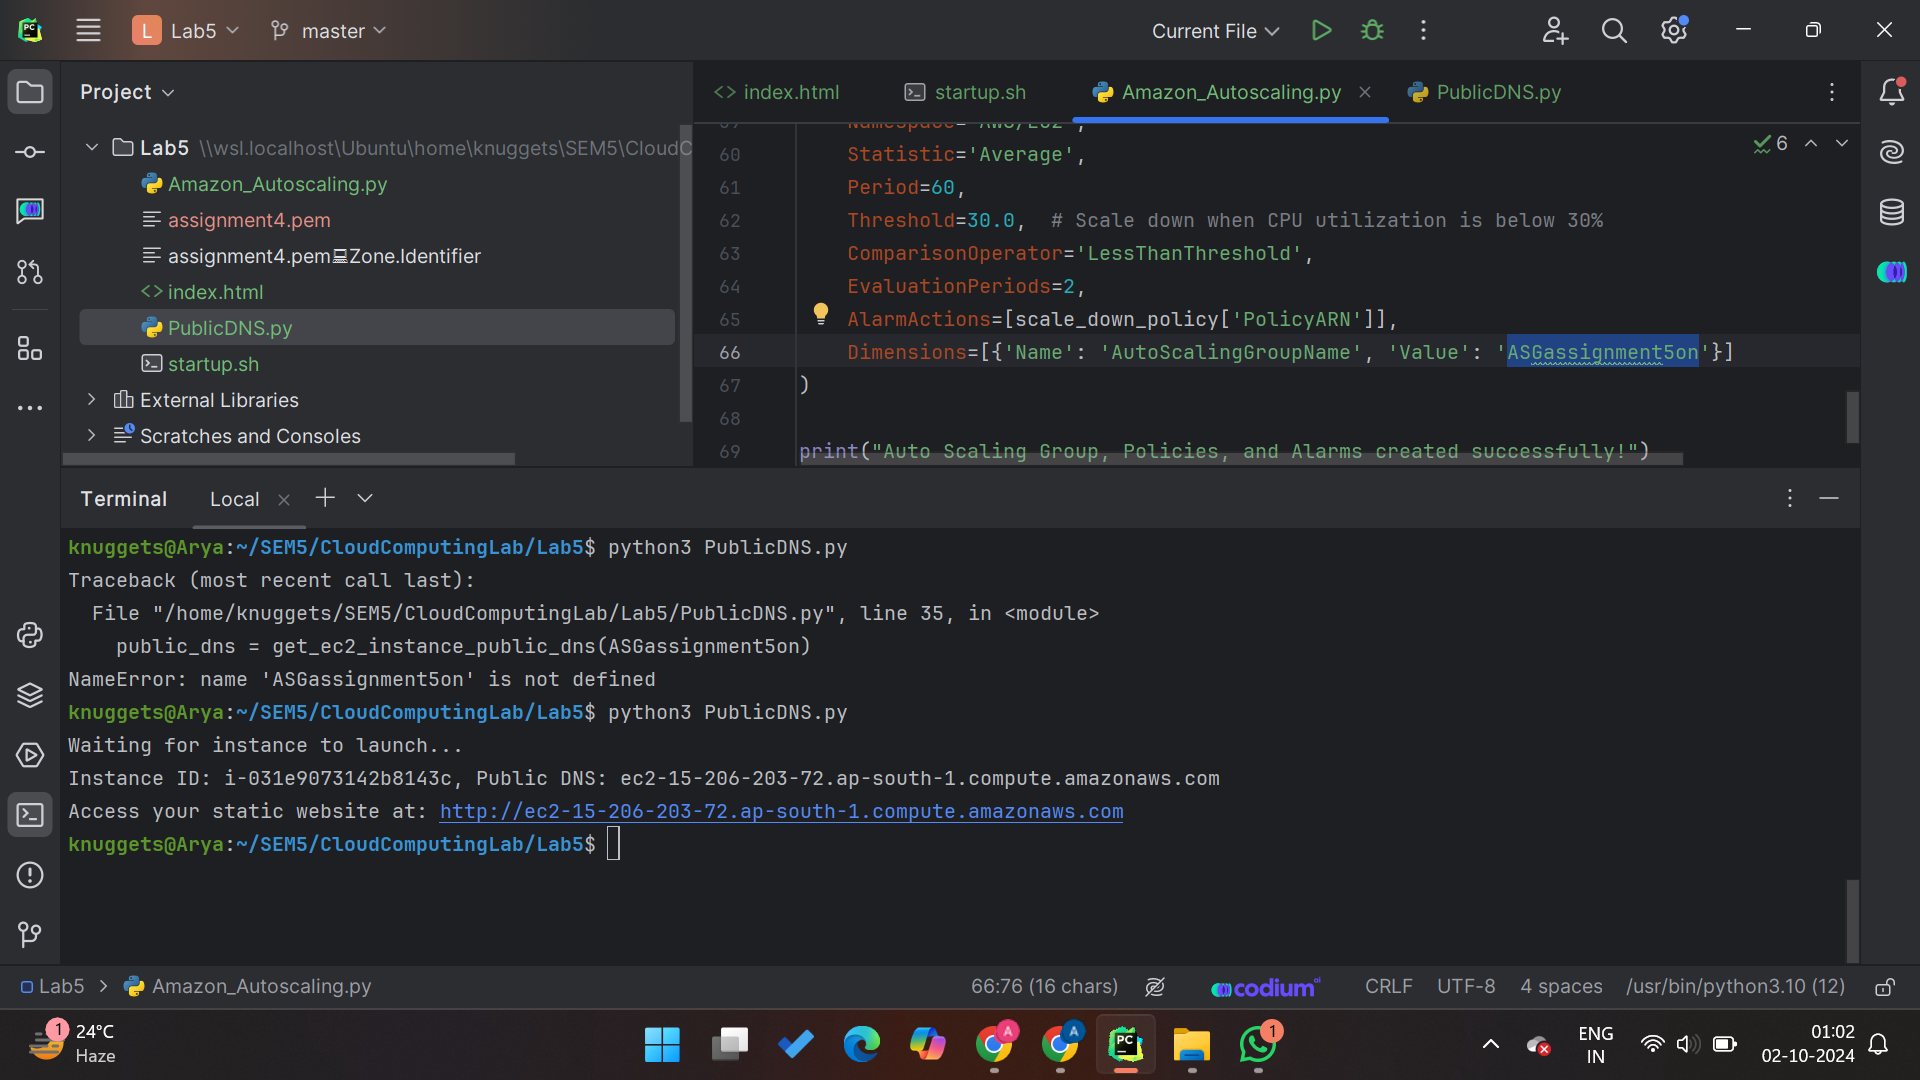 PC
L Lab5
master
Current File
Project
index.html
startup.sh
Amazon_Autoscaling.py
PublicDNS.py
Lab5 \\wsl.localhost\Ubuntu\home\knuggets\SEM5\CloudC
Amazon_Autoscaling.py
assignment4.pem
assignment4.pem Zone.Identifier
index.html
PublicDNS.py
startup.sh
External Libraries
Scratches and Consoles
6
59 Namespace='AWS/EC2',
60 Statistic='Average',
61 Period=60,
62 Threshold=30.0, # Scale down when CPU utilization is below 30%
63 ComparisonOperator='LessThanThreshold',
64 EvaluationPeriods=2,
65 AlarmActions=[scale_down_policy['PolicyARN']],
66 Dimensions=[{'Name': 'AutoScalingGroupName', 'Value': 'ASGassignment5on'}]
67 )
68
69 print("Auto Scaling Group, Policies, and Alarms created successfully!")
Terminal
Local
knuggets@Arya:~/SEM5/CloudComputingLab/Lab5$ python3 PublicDNS.py
Traceback (most recent call last):
File "/home/knuggets/SEM5/CloudComputingLab/Lab5/PublicDNS.py", line 35, in <module>
public_dns = get_ec2_instance_public_dns(ASGassignment5on)
NameError: name 'ASGassignment5on' is not defined
knuggets@Arya:~/SEM5/CloudComputingLab/Lab5$ python3 PublicDNS.py
Waiting for instance to launch...
Instance ID: i-031e9073142b8143c, Public DNS: ec2-15-206-203-72.ap-south-1.compute.amazonaws.com
Access your static website at: http://ec2-15-206-203-72.ap-south-1.compute.amazonaws.com
knuggets@Arya:~/SEM5/CloudComputingLab/Lab5$
Lab5 > Amazon_Autoscaling.py
66:76 (16 chars)
codium ai
CRLF
UTF-8
4 spaces
/usr/bin/python3.10 (12)
1
24°C
Haze
A
A
PC
1
ENG
IN
01:02
02-10-2024